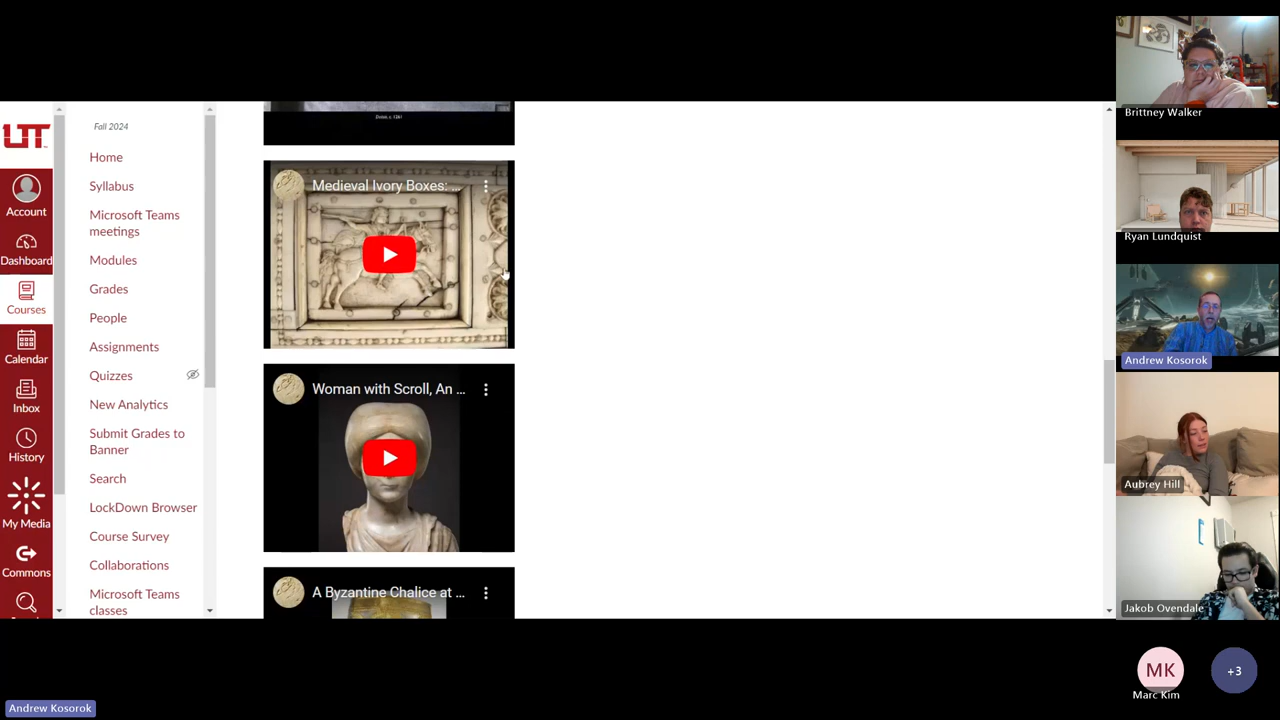 Dulcis, c. 1261
UT
Fall 2024
Home
Syllabus
Microsoft Teams
meetings
Modules
Grades
People
Assignments
Quizzes
New Analytics
Submit Grades to
Banner
Search
LockDown Browser
Course Survey
Collaborations
Microsoft Teams
classes
Account
Dashboard
Courses
Calendar
Inbox
History
My Media
Commons
Medieval Ivory Boxes: ...
Woman with Scroll, An ...
A Byzantine Chalice at ...
Brittney Walker
Ryan Lundquist
Andrew Kosorok
Aubrey Hill
Jakob Ovendale
MK
Marc Kim
+3
Andrew Kosorok